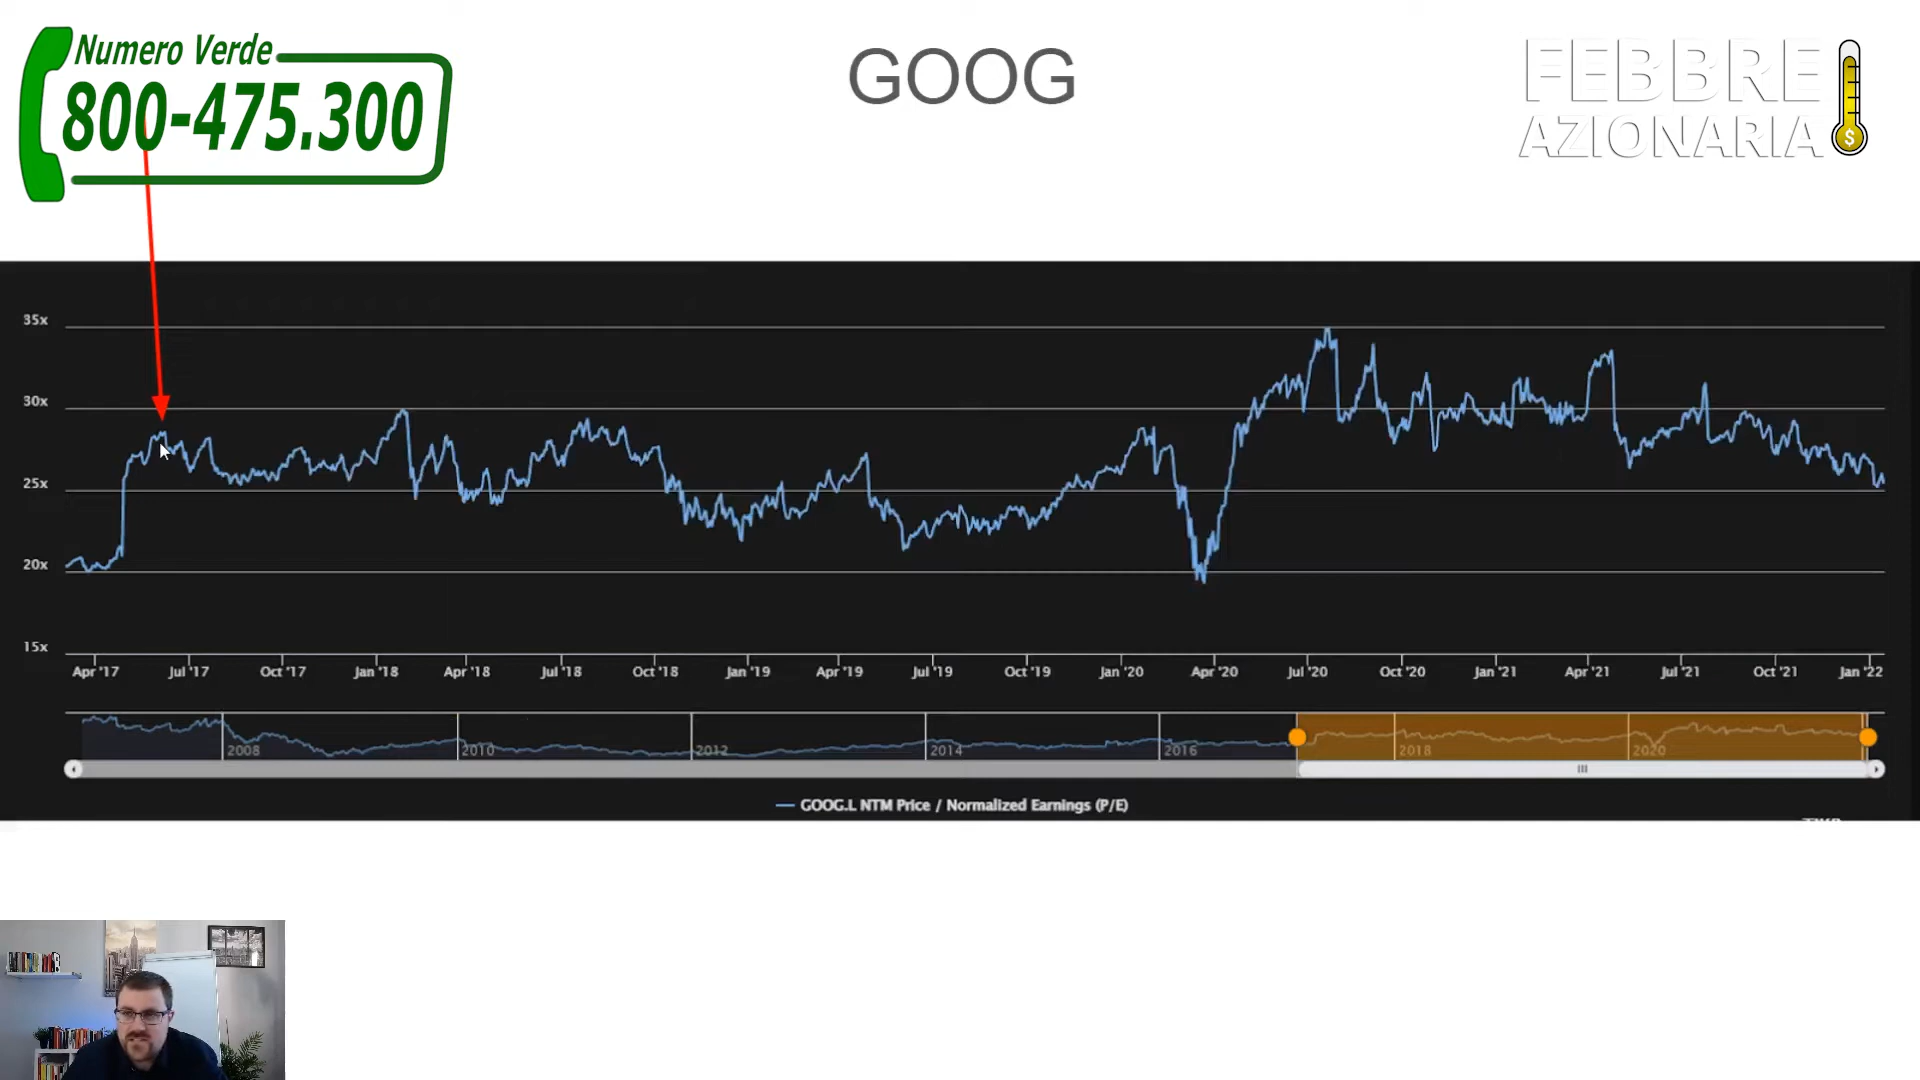 Numero Verde
800-475.300
GOOG
FEBBRE
AZIONARIA
$
35x
30x
25x
20x
15x
Apr '17 Jul '17 Oct '17 Jan '18 Apr '18 Jul '18 Oct '18 Jan '19 Apr '19 Jul '19 Oct '19 Jan '20 Apr '20 Jul '20 Oct '20 Jan '21 Apr '21 Jul '21 Oct '21 Jan '22
2008 2010 2012 2014 2016 2018 2020
GOOG.L NTM Price / Normalized Earnings (P/E)